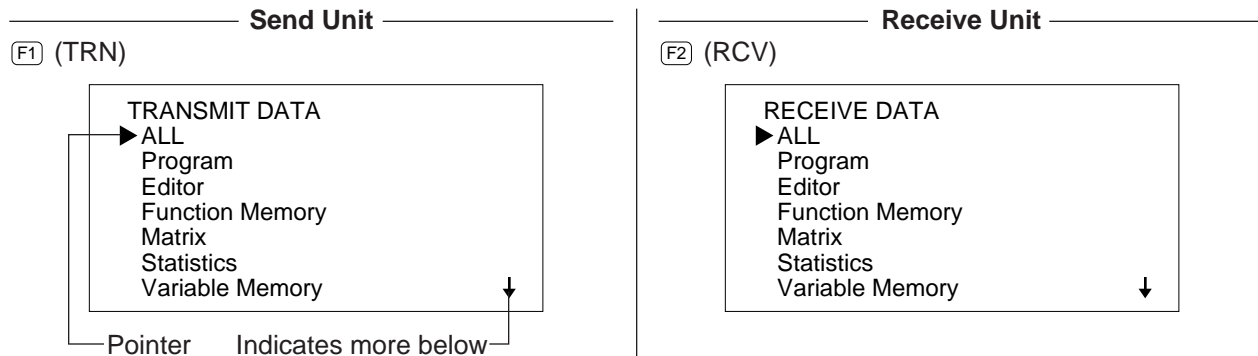 Send Unit
F1 (TRN)
TRANSMIT DATA
ALL
Program
Editor
Function Memory
Matrix
Statistics
Variable Memory
Pointer Indicates more below
Receive Unit
F2 (RCV)
RECEIVE DATA
ALL
Program
Editor
Function Memory
Matrix
Statistics
Variable Memory